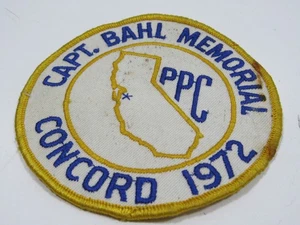 CAPT. BAHL MEMORIAL
PPC
CONCORD 1972